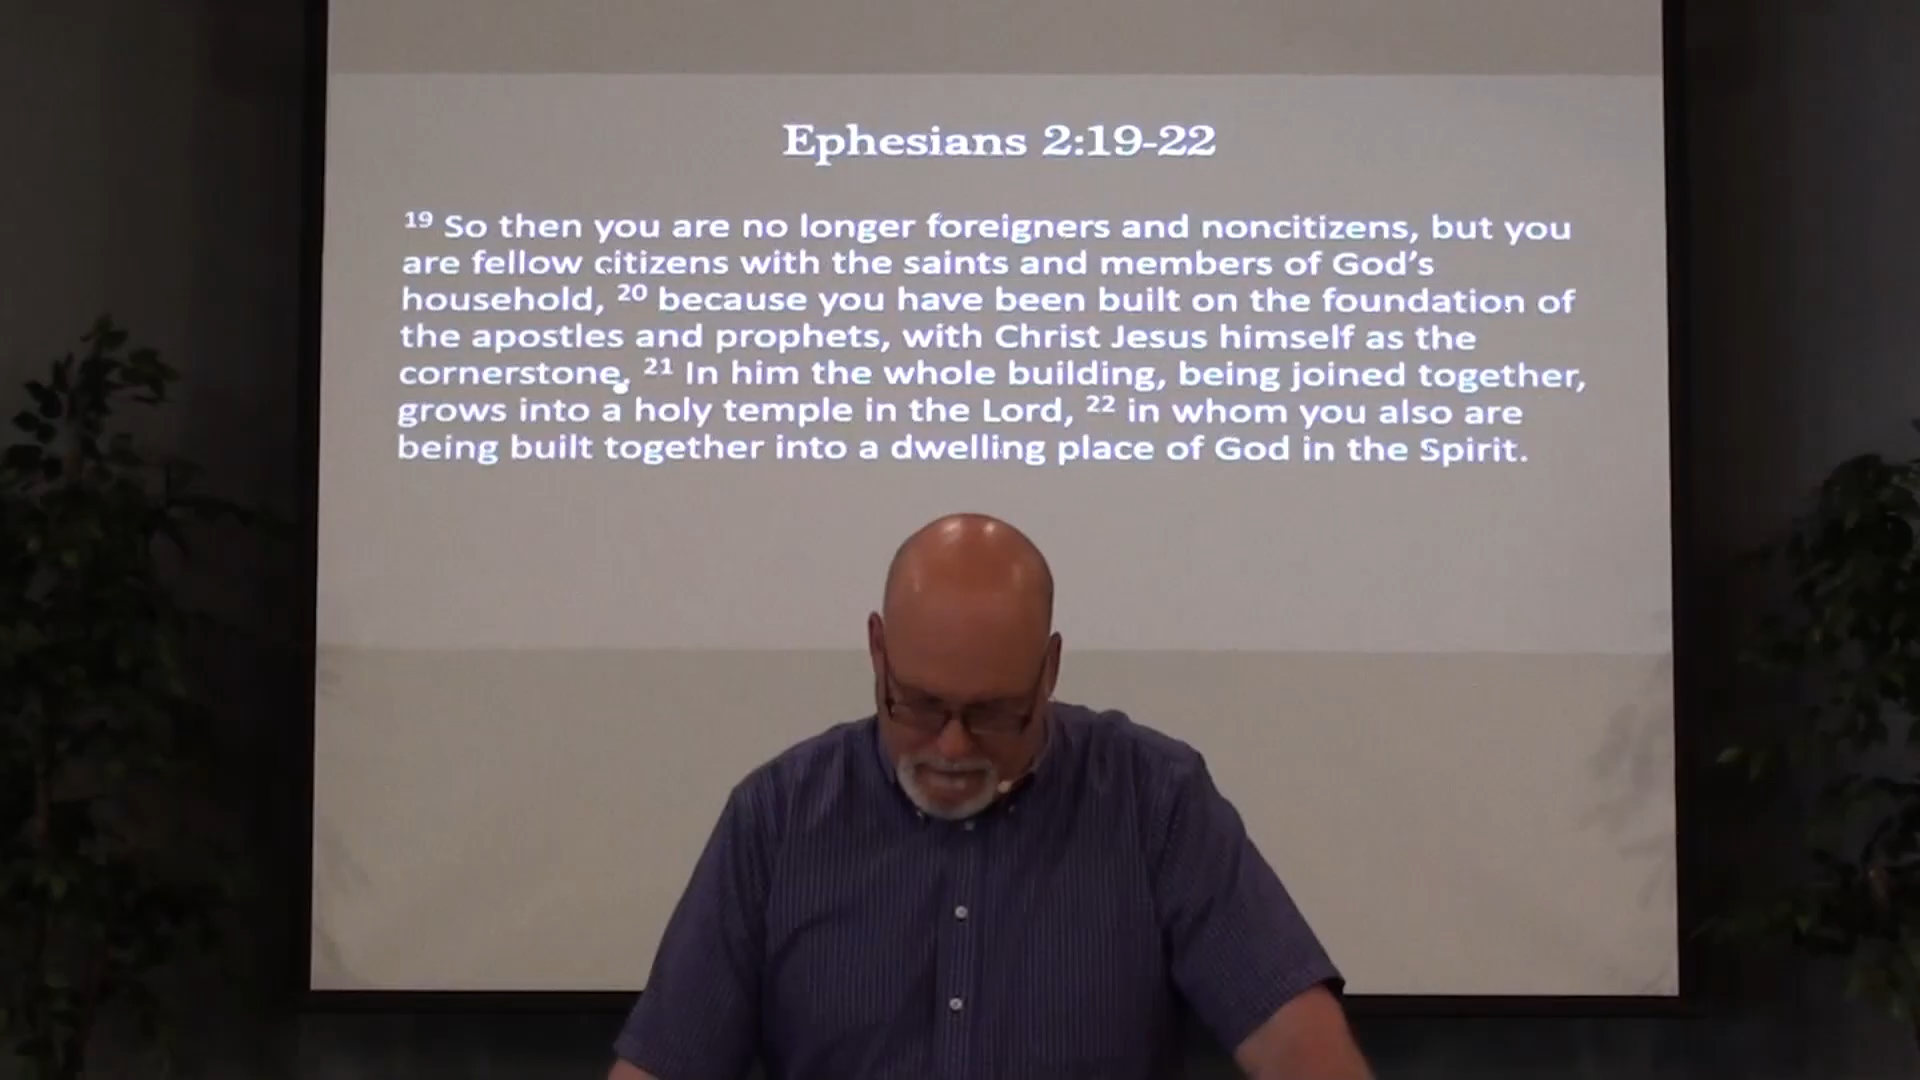 Ephesians 2:19-22
19 So then you are no longer foreigners and noncitizens, but you
are fellow citizens with the saints and members of God's
household, 20 because you have been built on the foundation of
the apostles and prophets, with Christ Jesus himself as the
cornerstone. 21 In him the whole building, being joined together,
grows into a holy temple in the Lord, 22 in whom you also are
being built together into a dwelling place of God in the Spirit.